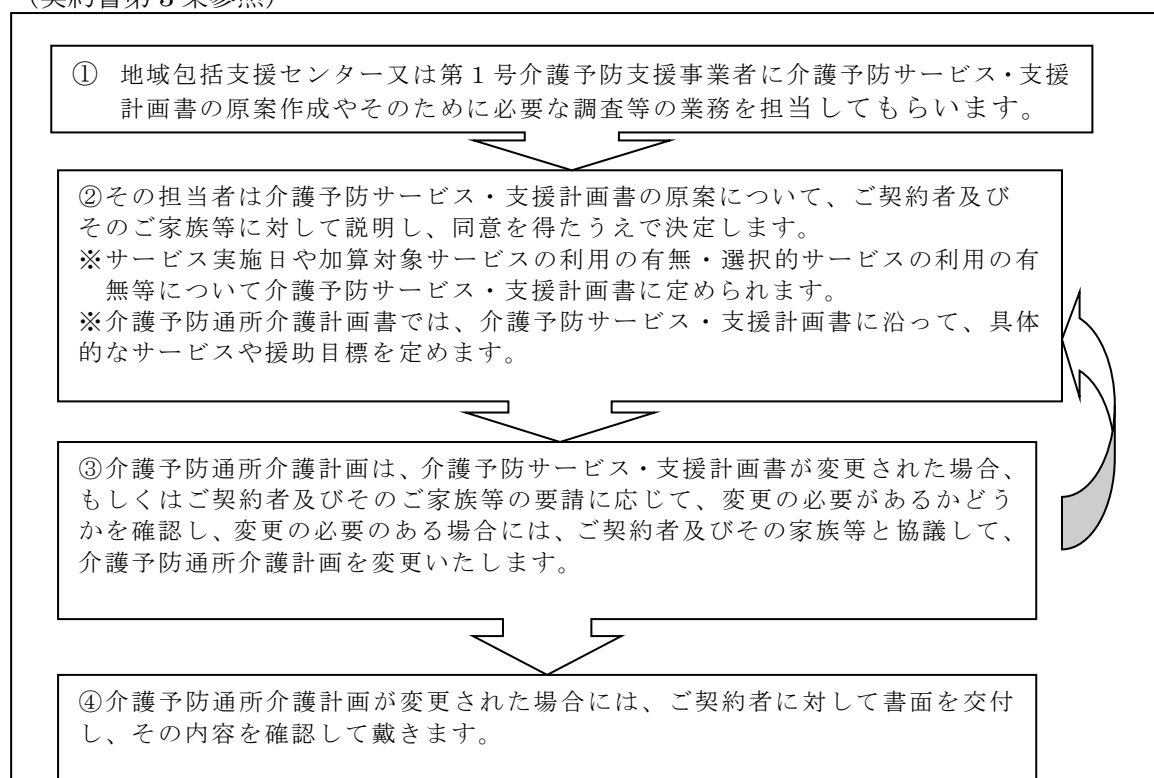 ① 地域包括支援センター又は第1号介護予防支援事業者に介護予防サービス・支援
計画書の原案作成やそのために必要な調査等の業務を担当してもらいます。
②その担当者は介護予防サービス・支援計画書の原案について、ご契約者及び
そのご家族等に対して説明し、同意を得たうえで決定します。
※サービス実施日や加算対象サービスの利用の有無・選択的サービスの利用の有
無等について介護予防サービス・支援計画書に定められます。
※介護予防通所介護計画書では、介護予防サービス・支援計画書に沿って、具体
的なサービスや援助目標を定めます。
③介護予防通所介護計画は、介護予防サービス・支援計画書が変更された場合、
もしくはご契約者及びそのご家族等の要請に応じて、変更の必要があるかどう
かを確認し、変更の必要のある場合には、ご契約者及びその家族等と協議して、
介護予防通所介護計画を変更いたします。
④介護予防通所介護計画が変更された場合には、ご契約者に対して書面を交付
し、その内容を確認して戴きます。